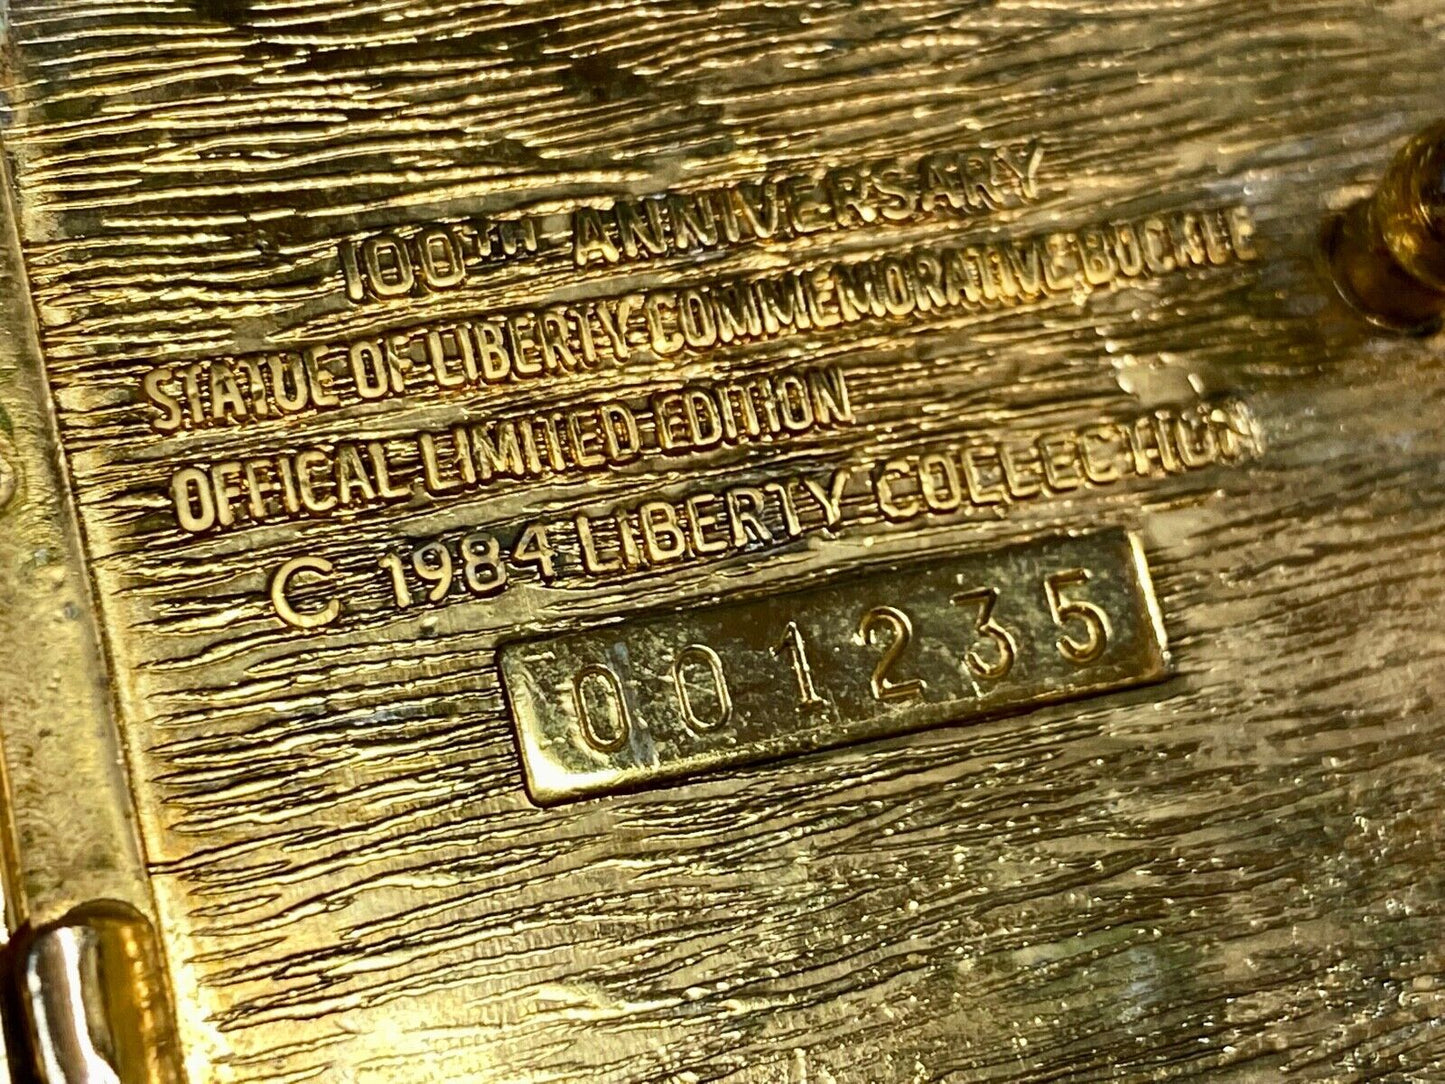 100TH ANNIVERSARY
STATUE OF LIBERTY COMMEMORATIVE BUCKLE
OFFICAL LIMITED EDITION
C 1984 LIBERTY COLLECTION
001235